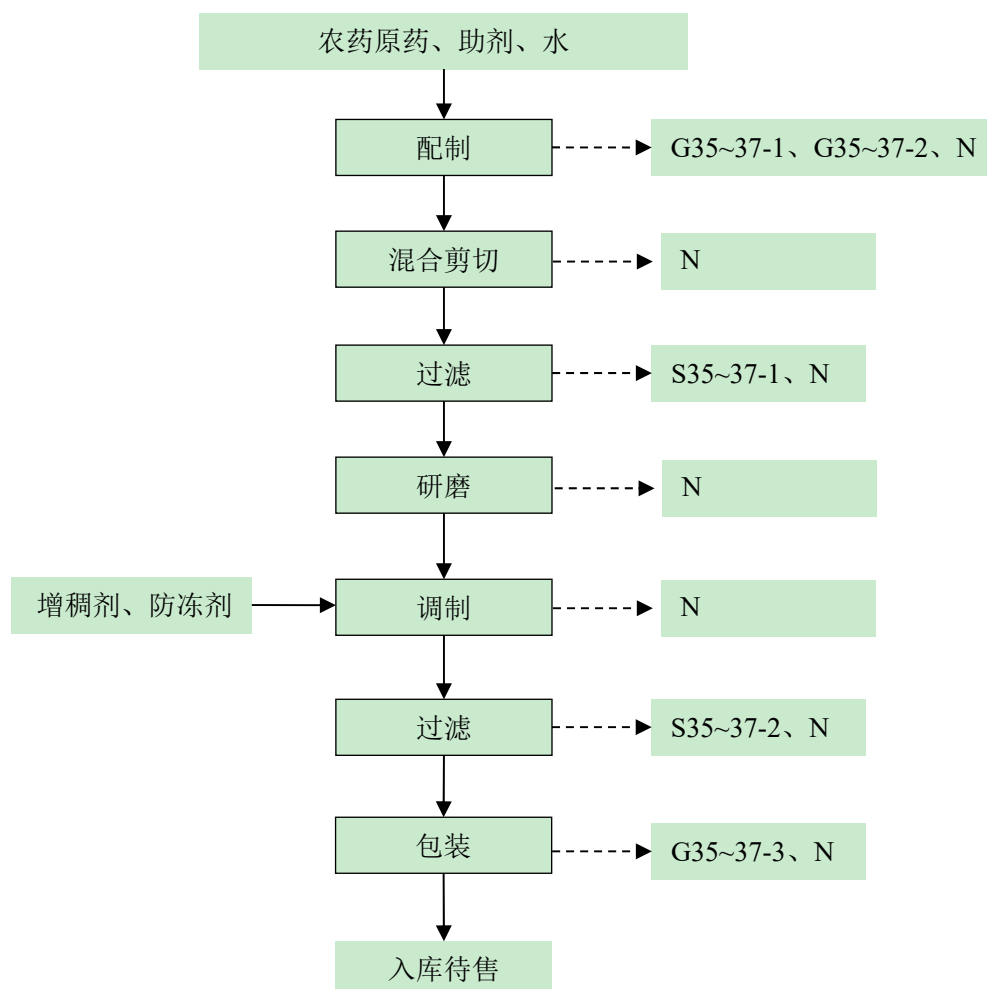 农药原药、助剂、水
配制
G35~37-1、G35~37-2、N
混合剪切
N
过滤
S35~37-1、N
研磨
N
增稠剂、防冻剂
调制
N
过滤
S35~37-2、N
包装
G35~37-3、N
入库待售